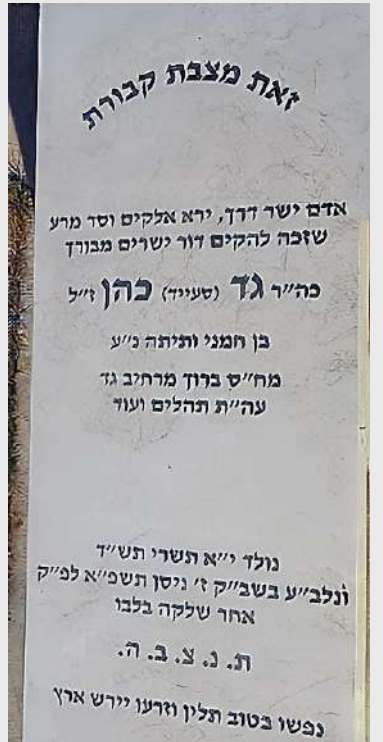 זאת מצבת קבורת
אדם ישר דרך, ירא אלקים וסד מרע
שזכה להקים דור ישרים מבורך
כה״ר גד (סעייד) כהן ז״ל
בן חמני ותיתה נ״ע
מח״ס ברוך מרחיב גד
עה״ת תהלים ועוד
נולד י״א תשרי תש״ד
ונלב״ע בשב״ק ז׳ ניסן תשפ״א לפ״ק
אחר שלקה בלבו
ת. נ. צ. ב. ה.
נפשו בטוב תלין וזרעו יירש ארץ